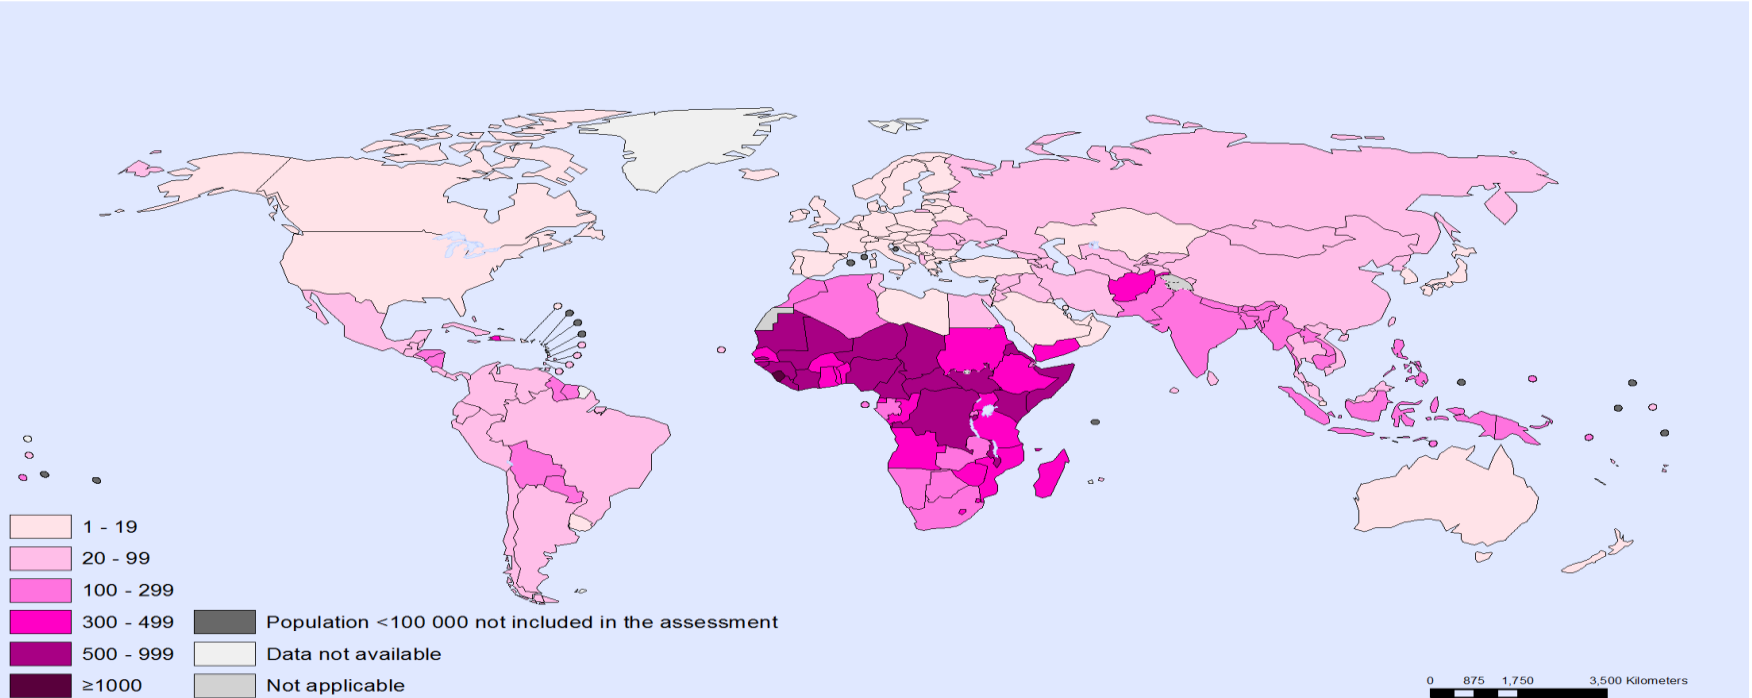 1 - 19
20 - 99
100 - 299
300 - 499
500 - 999
≥1000
Population <100 000 not included in the assessment
Data not available
Not applicable
0 875 1,750 3,500 Kilometers